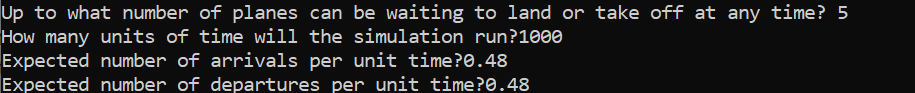 Up to what number of planes can be waiting to land or take off at any time? 5
How many units of time will the simulation run?1000
Expected number of arrivals per unit time?0.48
Expected number of departures per unit time?0.48